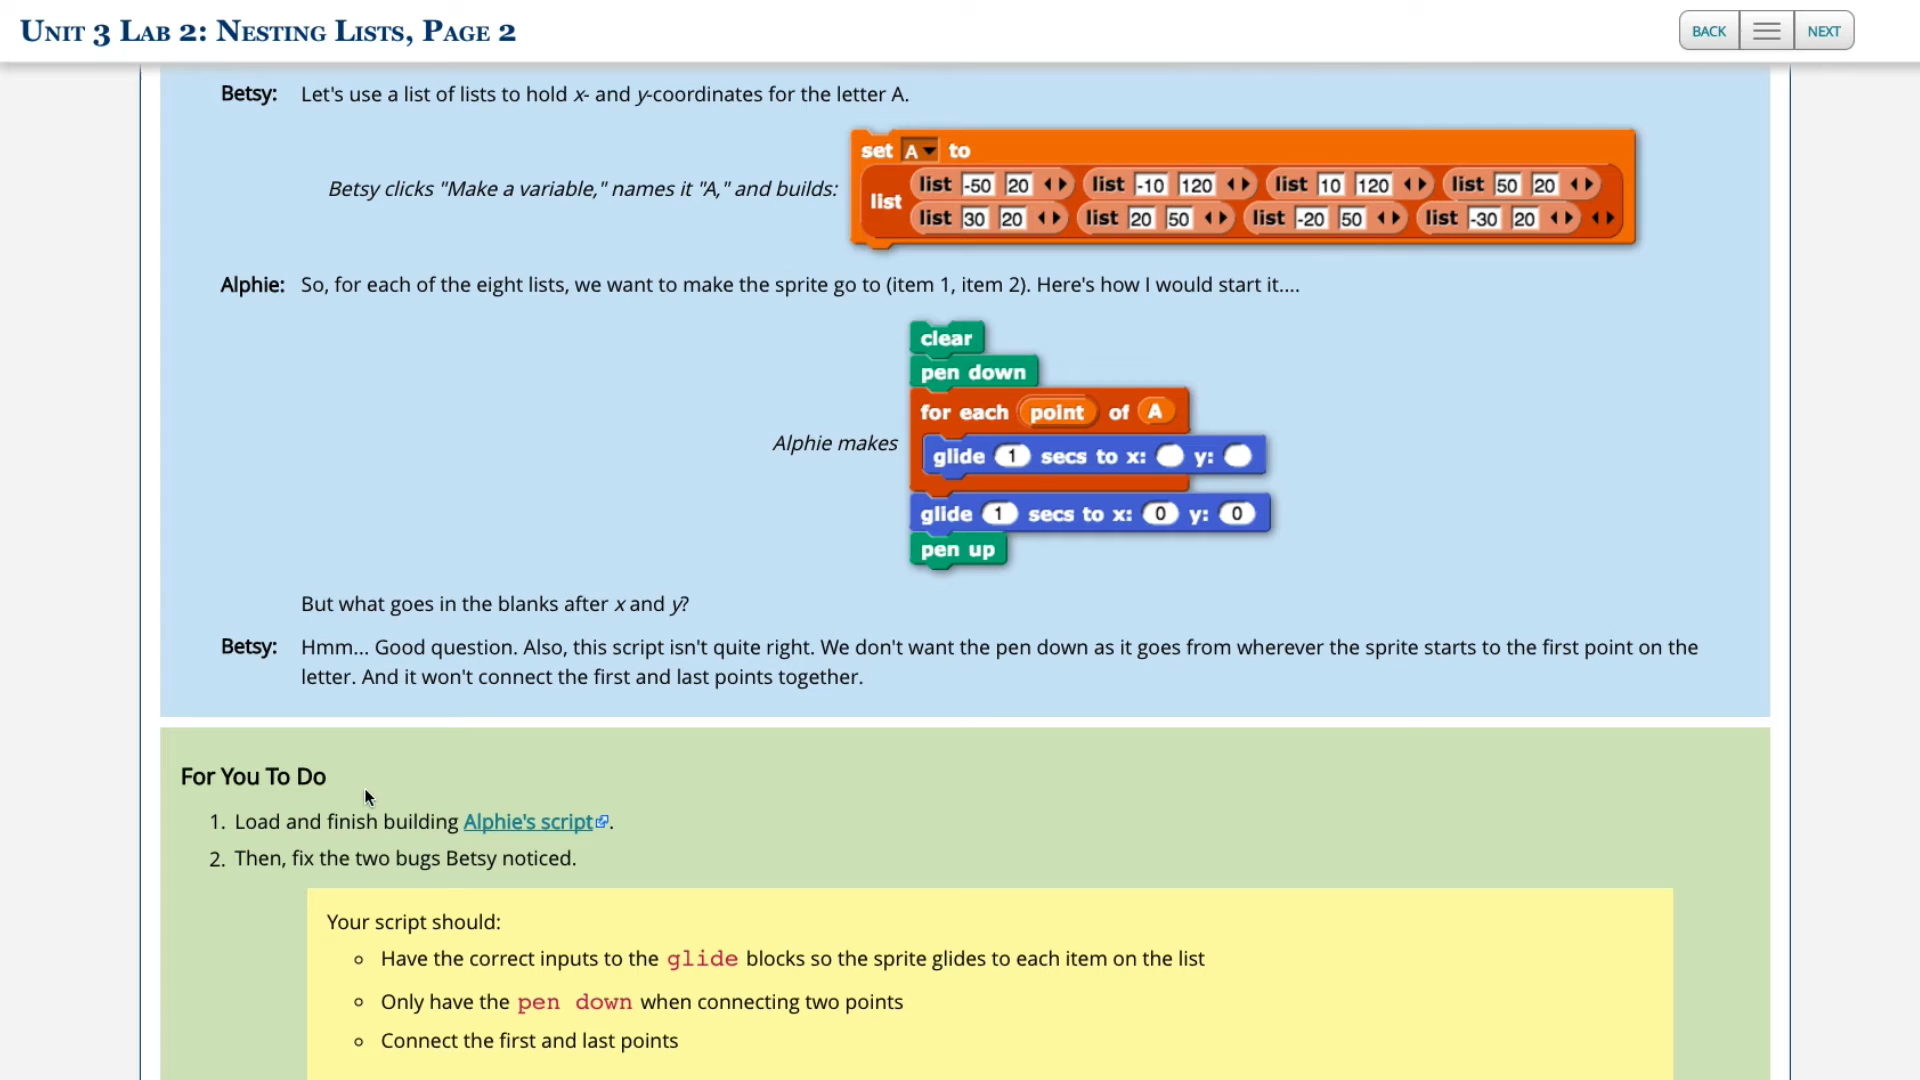 Unit 3 Lab 2: Nesting Lists, Page 2
BACK
NEXT
Betsy: Let's use a list of lists to hold x- and y-coordinates for the letter A.
Betsy clicks "Make a variable," names it "A," and builds:
set A to
list
list -50 20 list -10 120 list 10 120 list 50 20
list 30 20 list 20 50 list -20 50 list -30 20
Alphie: So, for each of the eight lists, we want to make the sprite go to (item 1, item 2). Here's how I would start it....
Alphie makes
clear
pen down
for each point of A
glide 1 secs to x: y:
glide 1 secs to x: 0 y: 0
pen up
But what goes in the blanks after x and y?
Betsy: Hmm... Good question. Also, this script isn't quite right. We don't want the pen down as it goes from wherever the sprite starts to the first point on the
letter. And it won't connect the first and last points together.
For You To Do
1. Load and finish building Alphie's script.
2. Then, fix the two bugs Betsy noticed.
Your script should:
Have the correct inputs to the glide blocks so the sprite glides to each item on the list
Only have the pen down when connecting two points
Connect the first and last points